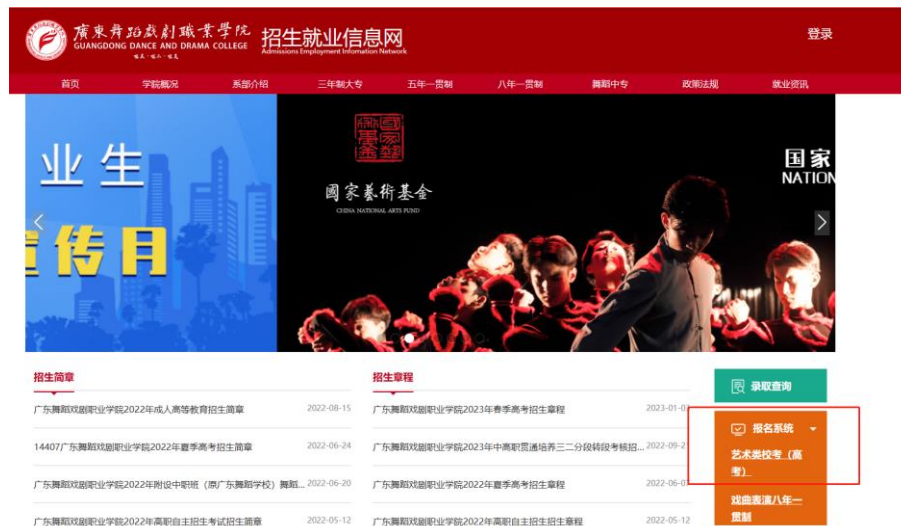 廣東舞蹈戲劇職業學院
GUANGDONG DANCE AND DRAMA COLLEGE
招生就业信息网
Admissions Employment Information Network
登录
首页 学院概况 系部介绍 三年制大专 五年一贯制 八年一贯制 舞蹈中专 政策法规 就业资讯
业生
宣传月
國家藝術基金
CHINA NATIONAL ARTS FUND
国家
NATION
招生简章
招生章程
录取查询
广东舞蹈戏剧职业学院2022年成人高等教育招生简章 2022-08-15
广东舞蹈戏剧职业学院2023年春季高考招生章程 2023-01-03
报名系统
14407广东舞蹈戏剧职业学院2022年夏季高考招生简章 2022-06-24
广东舞蹈戏剧职业学院2023年中高职贯通培养三二分段转段考核招... 2022-09-2
艺术类校考（高
考）
广东舞蹈戏剧职业学院2022年附设中职班（原广东舞蹈学校）舞蹈... 2022-06-20
广东舞蹈戏剧职业学院2022年夏季高考招生章程 2022-06-0
戏曲表演八年一
贯制
广东舞蹈戏剧职业学院2022年高职自主招生考试招生简章 2022-05-12
广东舞蹈戏剧职业学院2022年高职自主招生招生章程 2022-05-12